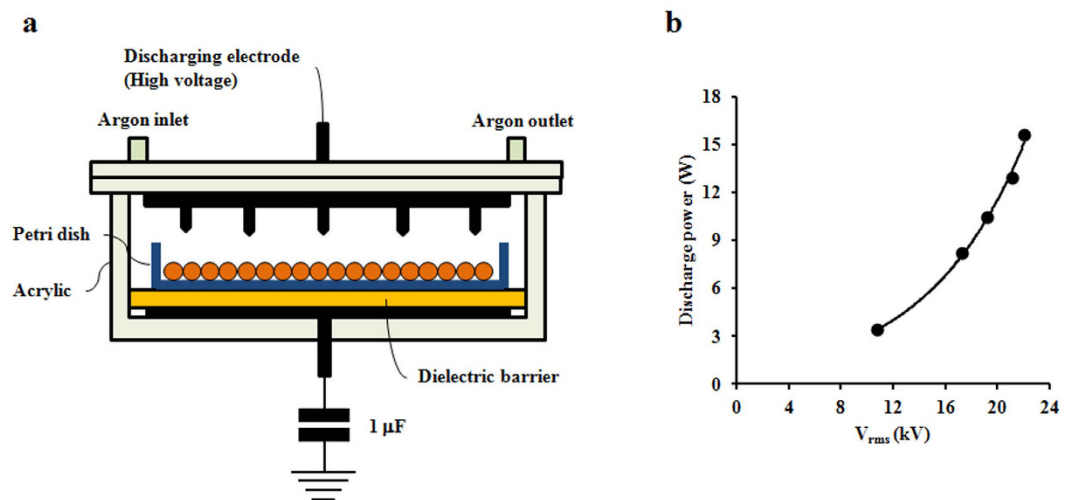 a
Discharging electrode
(High voltage)
Argon inlet
Argon outlet
Petri dish
Acrylic
Dielectric barrier
1 μF
b
Discharge power (W)
18
15
12
9
6
3
0
0 4 8 12 16 20 24
Vrms (kV)